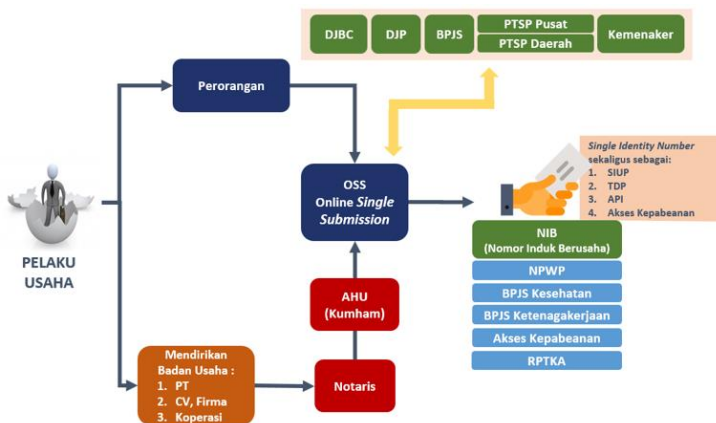 DJBC
DJP
BPJS
PTSP Pusat
PTSP Daerah
Kemenaker
Perorangan
PELAKU
USAHA
OSS
Online Single
Submission
Single Identity Number
sekaligus sebagai:
1. SIUP
2. TDP
3. API
4. Akses Kepabeanan
NIB
(Nomor Induk Berusaha)
NPWP
BPJS Kesehatan
BPJS Ketenagakerjaan
Akses Kepabeanan
RPTKA
AHU
(Kumham)
Notaris
Mendirikan
Badan Usaha :
1. PT
2. CV, Firma
3. Koperasi